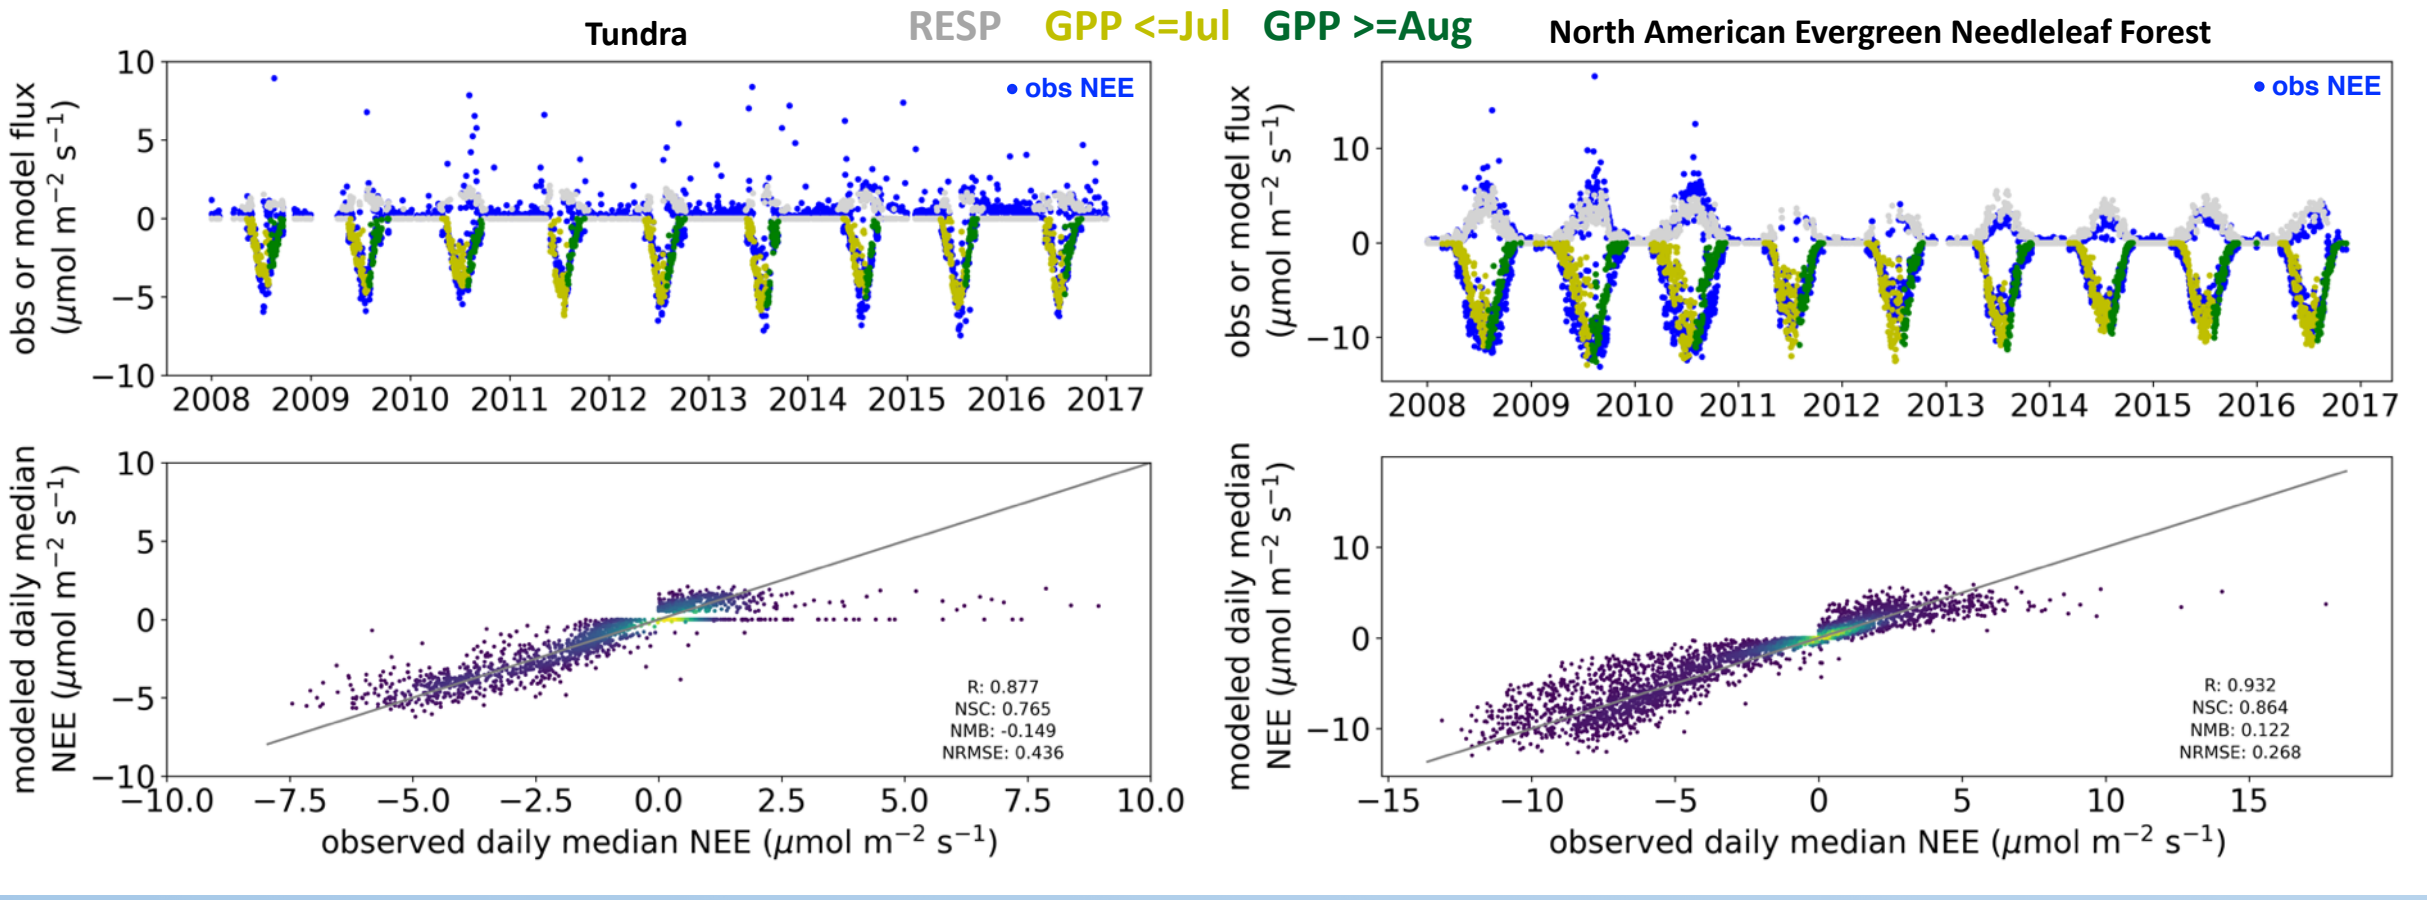 Tundra
RESP GPP <=Jul GPP >=Aug
North American Evergreen Needleleaf Forest
obs or model flux
(μmol m⁻² s⁻¹)
10
5
0
−5
−10
• obs NEE
2008 2009 2010 2011 2012 2013 2014 2015 2016 2017
obs or model flux
(μmol m⁻² s⁻¹)
10
0
−10
• obs NEE
2008 2009 2010 2011 2012 2013 2014 2015 2016 2017
modeled daily median
NEE (μmol m⁻² s⁻¹)
10
5
0
−5
−10
R: 0.877
NSC: 0.765
NMB: -0.149
NRMSE: 0.436
−10.0 −7.5 −5.0 −2.5 0.0 2.5 5.0 7.5 10.0
observed daily median NEE (μmol m⁻² s⁻¹)
modeled daily median
NEE (μmol m⁻² s⁻¹)
10
0
−10
R: 0.932
NSC: 0.864
NMB: 0.122
NRMSE: 0.268
−15 −10 −5 0 5 10 15
observed daily median NEE (μmol m⁻² s⁻¹)